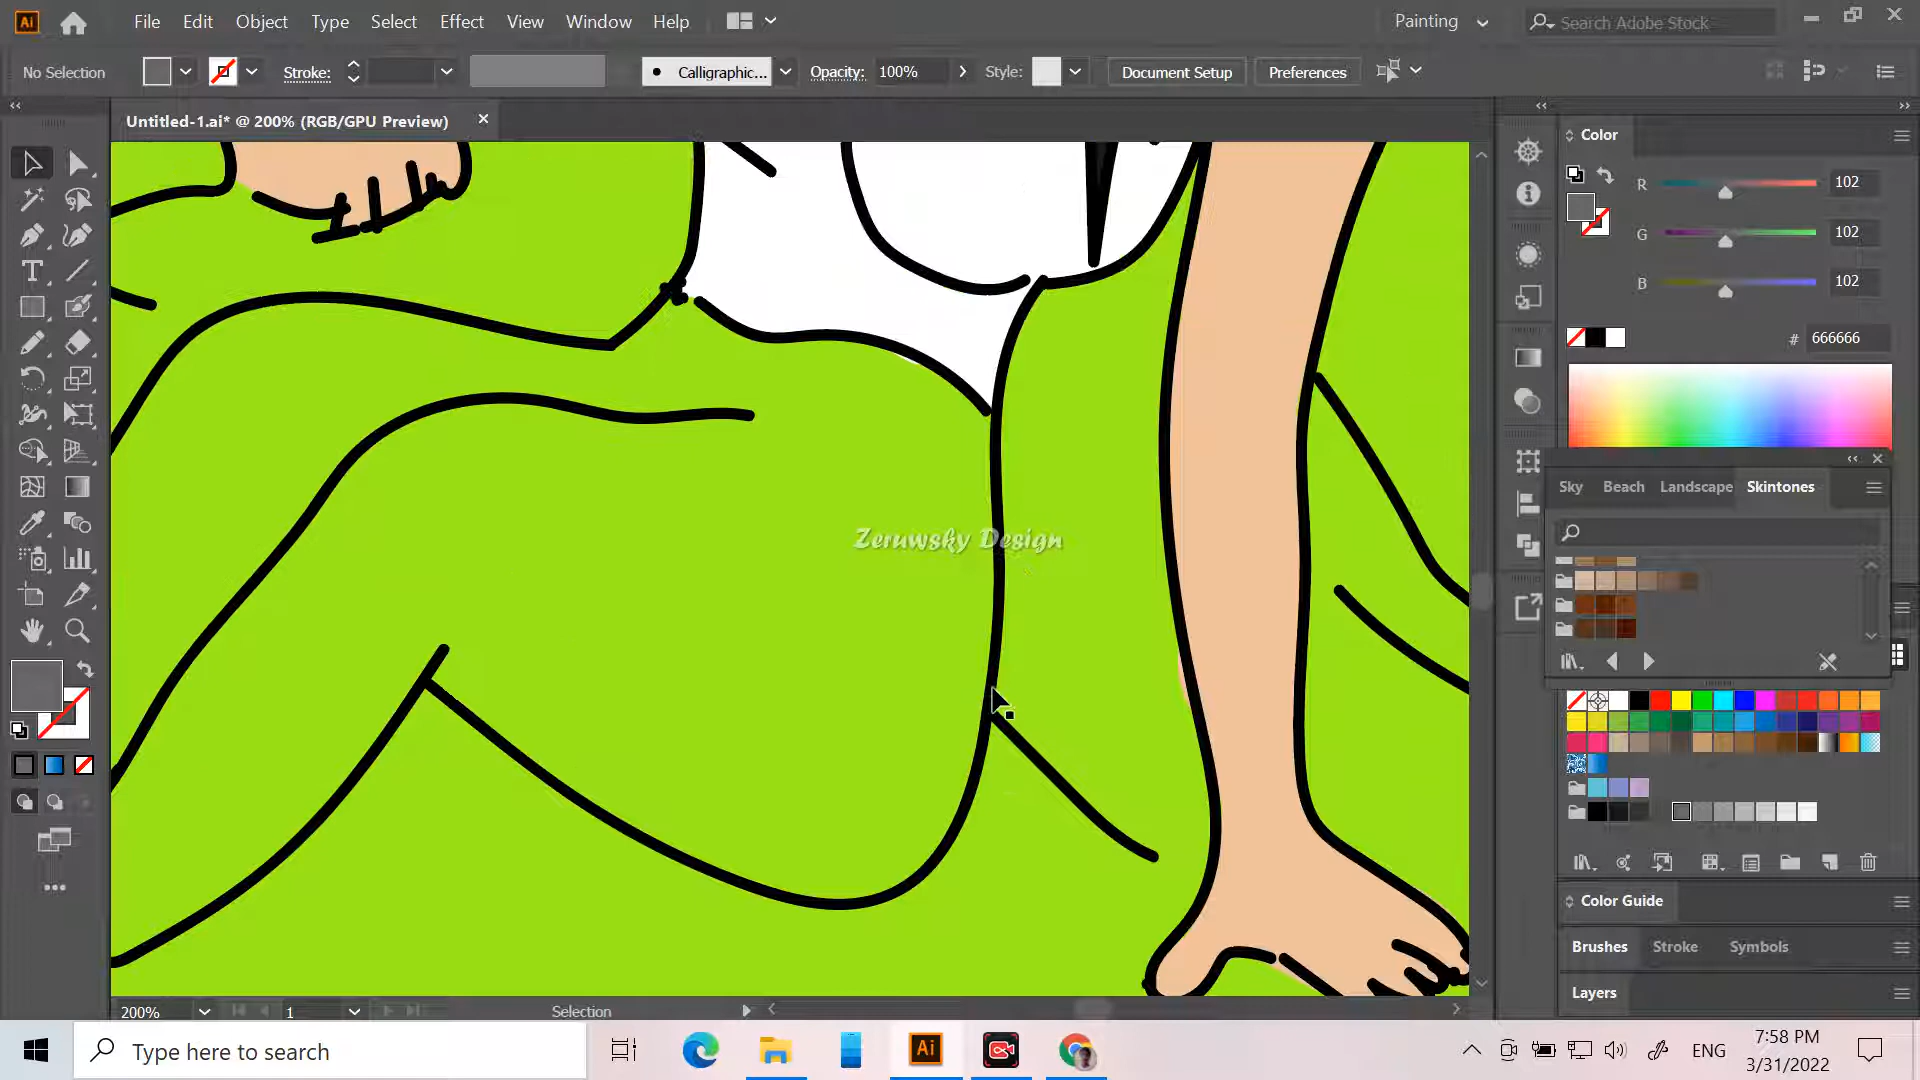 Ai File Edit Object Type Select Effect View Window Help Painting Search Adobe Stock
No Selection Stroke: Calligraphic... Opacity: 100% Style: Document Setup Preferences
Untitled-1.ai* @ 200% (RGB/GPU Preview)
Color
R 102
G 102
B 102
# 666666
Sky Beach Landscape Skintones
Zeruwsky Design
Color Guide
Brushes Stroke Symbols
Layers
200% 1 Selection
Type here to search
Ai
ENG
7:58 PM
3/31/2022